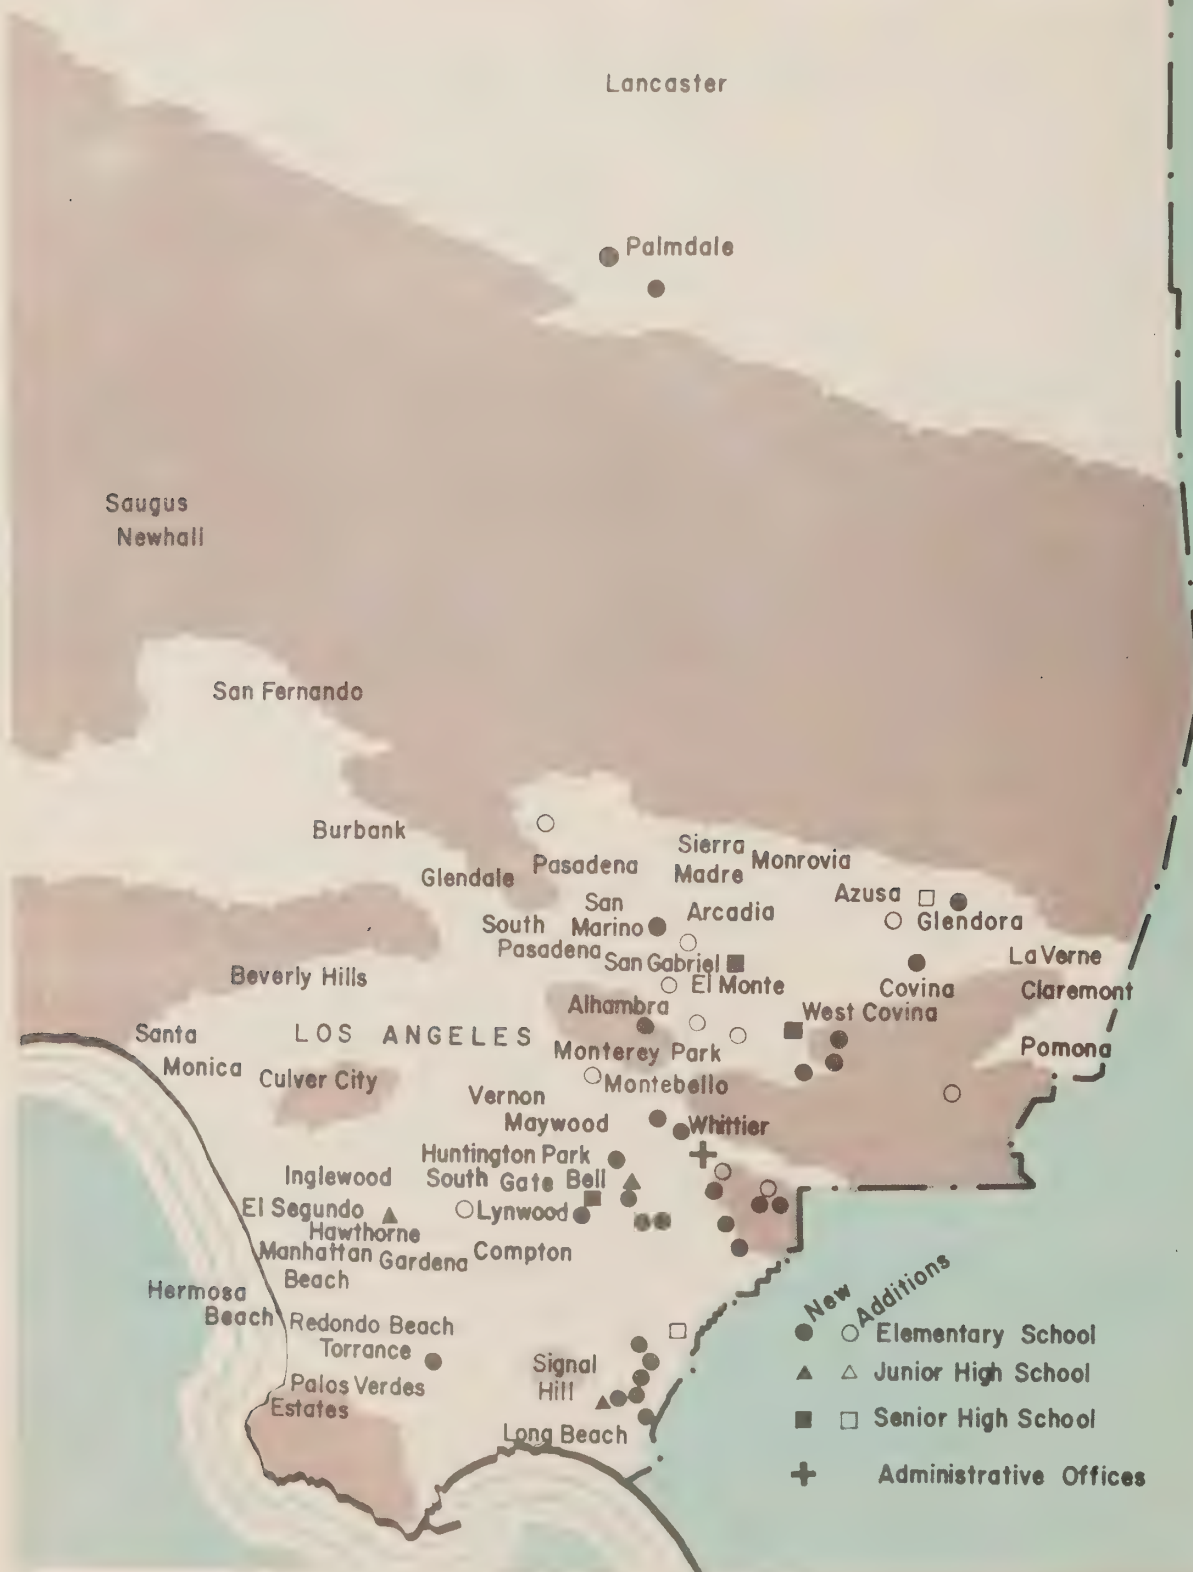 Lancaster
Palmdale
Saugus
Newhall
San Fernando
Burbank
Glendale
Pasadena
Sierra
Madre
Monrovia
Azusa
Glendora
San
Marino
Arcadia
South
Pasadena
San Gabriel
El Monte
La Verne
Claremont
Covina
West Covina
Beverly Hills
Alhambra
Santa
Monica
LOS ANGELES
Monterey Park
Pomona
Culver City
Montebello
Vernon
Maywood
Whittier
Huntington Park
Inglewood
South Gate
Bell
El Segundo
Hawthorne
Lynwood
Manhattan
Beach
Gardena
Compton
Hermosa
Beach
Redondo Beach
Torrance
Signal
Hill
Palos Verdes
Estates
Long Beach
New
Additions
Elementary School
Junior High School
Senior High School
Administrative Offices